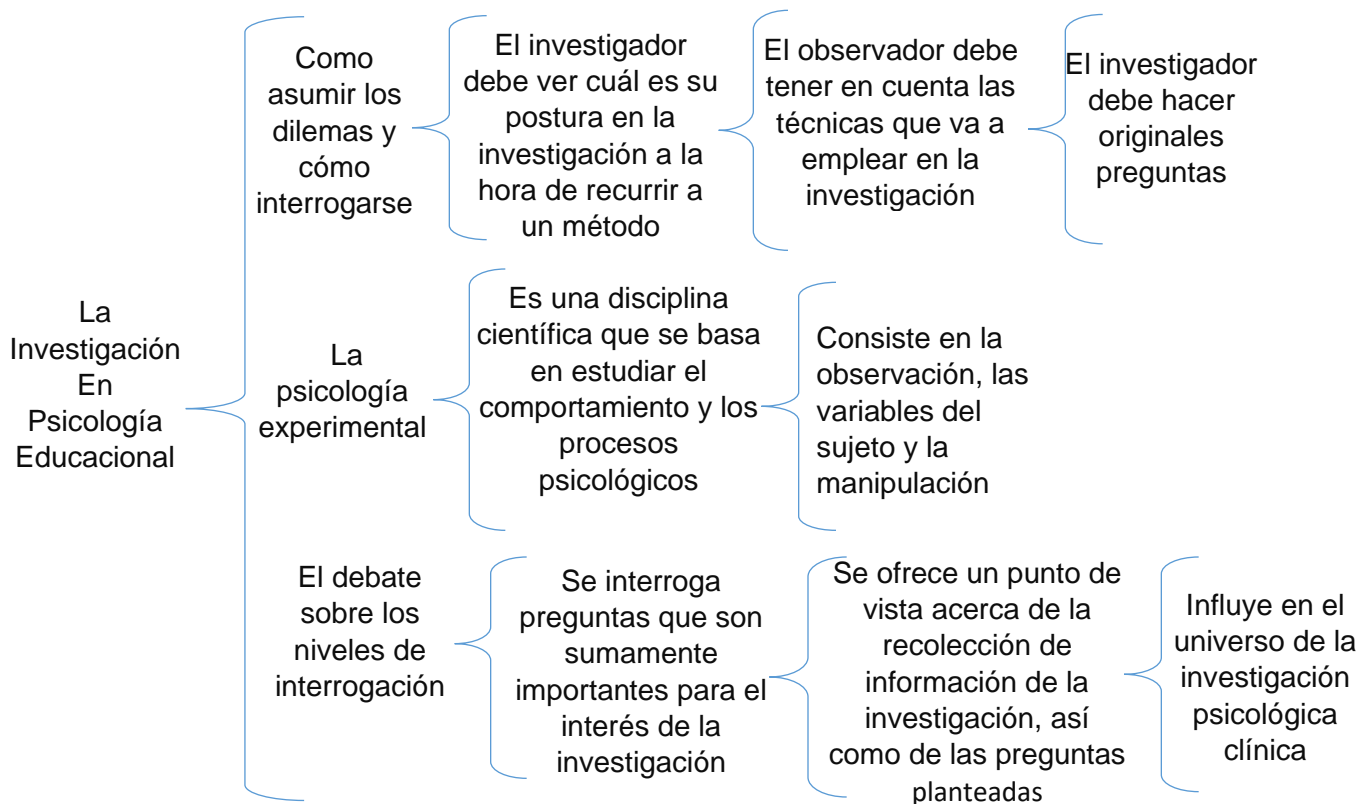 La
Investigación
En
Psicología
Educacional
Como
asumir los
dilemas y
cómo
interrogarse
El investigador
debe ver cuál es su
postura en la
investigación a la
hora de recurrir a
un método
El observador debe
tener en cuenta las
técnicas que va a
emplear en la
investigación
El investigador
debe hacer
originales
preguntas
La
psicología
experimental
Es una disciplina
científica que se basa
en estudiar el
comportamiento y los
procesos
psicológicos
Consiste en la
observación, las
variables del
sujeto y la
manipulación
El debate
sobre los
niveles de
interrogación
Se interroga
preguntas que son
sumamente
importantes para el
interés de la
investigación
Se ofrece un punto de
vista acerca de la
recolección de
información de la
investigación, así
como de las preguntas
planteadas
Influye en el
universo de la
investigación
psicológica
clínica